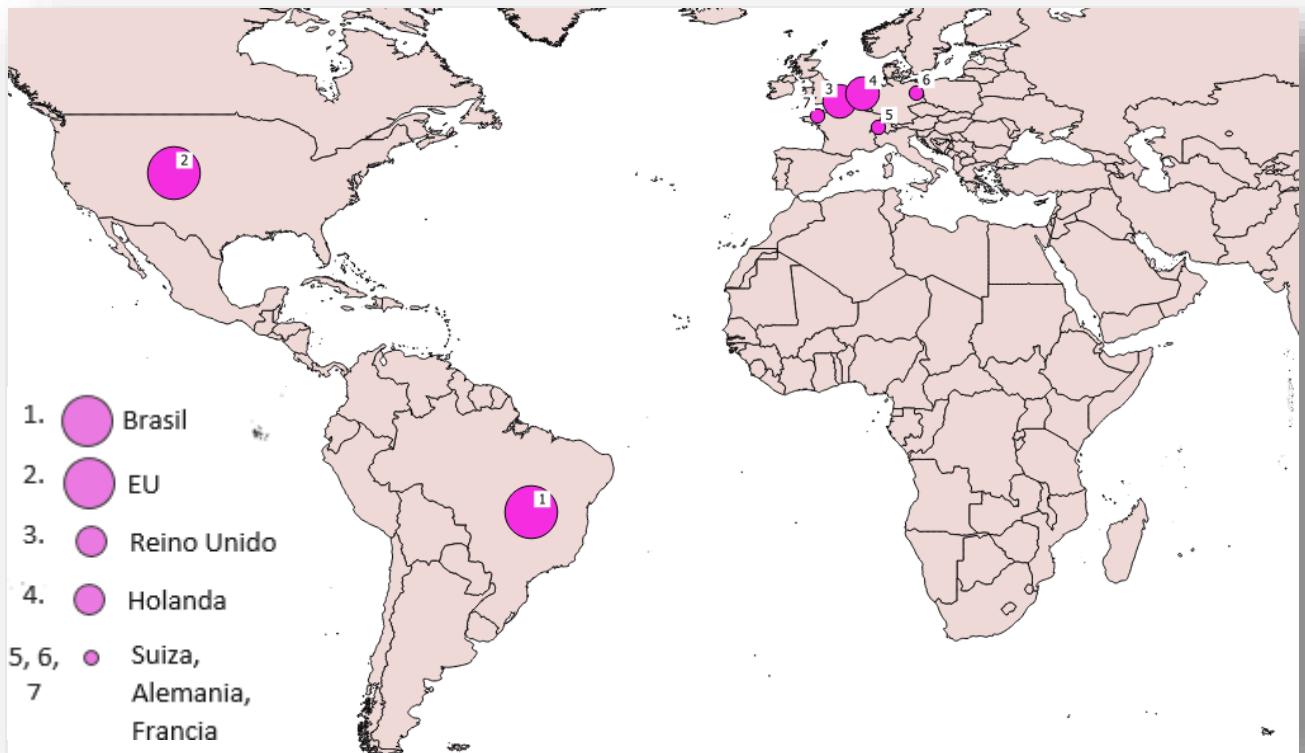 6
4
3
7
5
2
1. Brasil
2. EU
1
3. Reino Unido
4. Holanda
5, 6, Suiza,
7 Alemania,
Francia